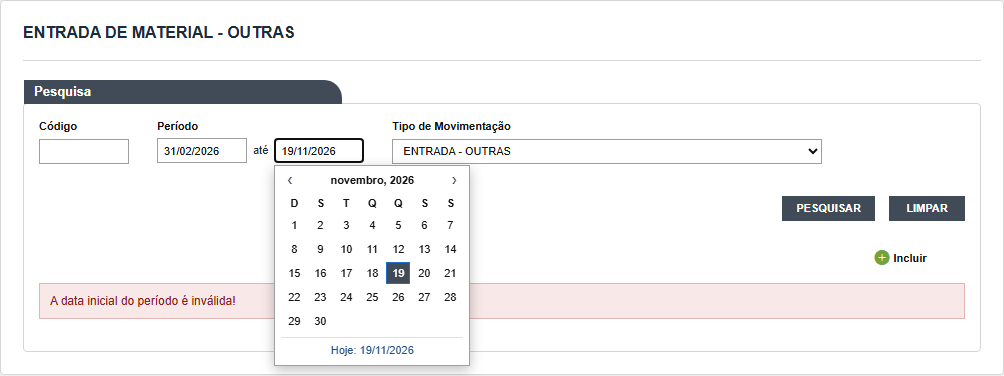 ENTRADA DE MATERIAL - OUTRAS
Pesquisa
Código Período Tipo de Movimentação
31/02/2026 até 19/11/2026 ENTRADA - OUTRAS
‹ novembro, 2026 ›
D S T Q Q S S
1 2 3 4 5 6 7
8 9 10 11 12 13 14
15 16 17 18 19 20 21
22 23 24 25 26 27 28
29 30
Hoje: 19/11/2026
PESQUISAR LIMPAR
Incluir
A data inicial do período é inválida!